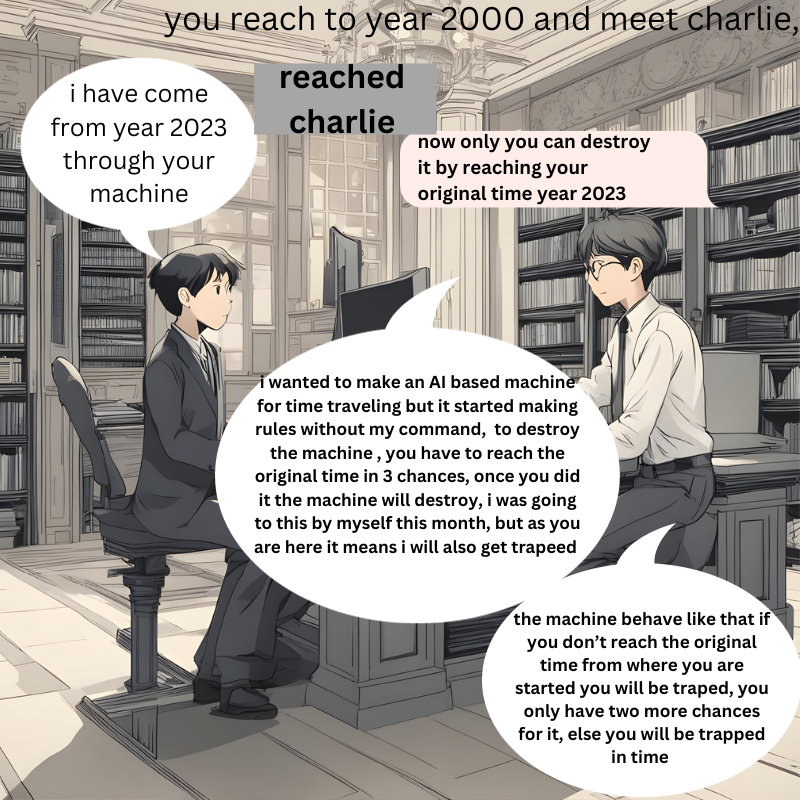 you reach to year 2000 and meet charlie,
reached
charlie
i have come
from year 2023
through your
machine
now only you can destroy
it by reaching your
original time year 2023
i wanted to make an AI based machine
for time traveling but it started making
rules without my command, to destroy
the machine , you have to reach the
original time in 3 chances, once you did
it the machine will destroy, i was going
to this by myself this month, but as you
are here it means i will also get trapeed
the machine behave like that if
you don’t reach the original
time from where you are
started you will be traped, you
only have two more chances
for it, else you will be trapped
in time